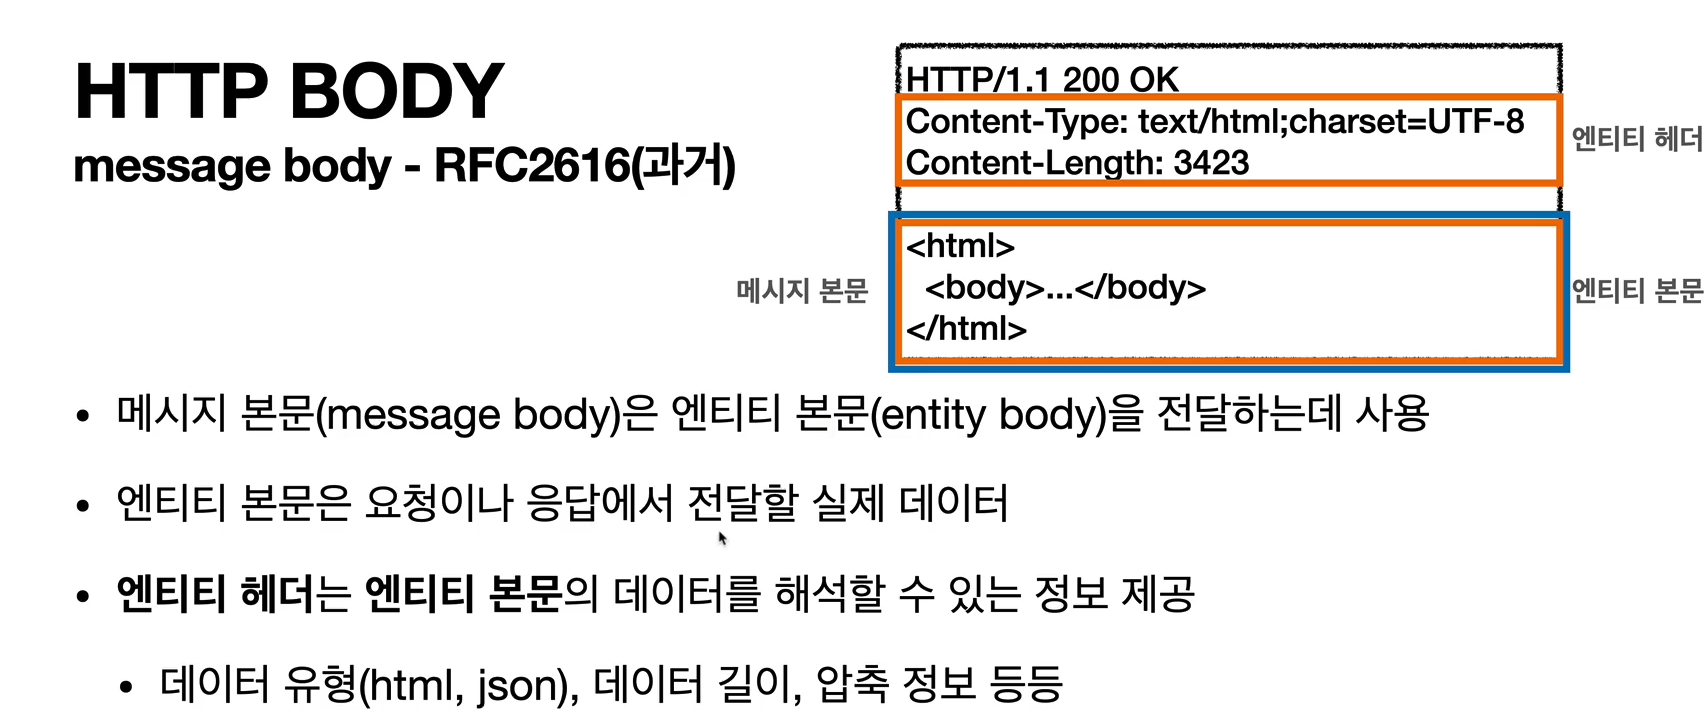 HTTP BODY
message body - RFC2616(과거)
HTTP/1.1 200 OK
Content-Type: text/html;charset=UTF-8
Content-Length: 3423
엔티티 헤더
<html>
<body>...</body>
</html>
메시지 본문
엔티티 본문
• 메시지 본문(message body)은 엔티티 본문(entity body)을 전달하는데 사용
• 엔티티 본문은 요청이나 응답에서 전달할 실제 데이터
• 엔티티 헤더는 엔티티 본문의 데이터를 해석할 수 있는 정보 제공
• 데이터 유형(html, json), 데이터 길이, 압축 정보 등등